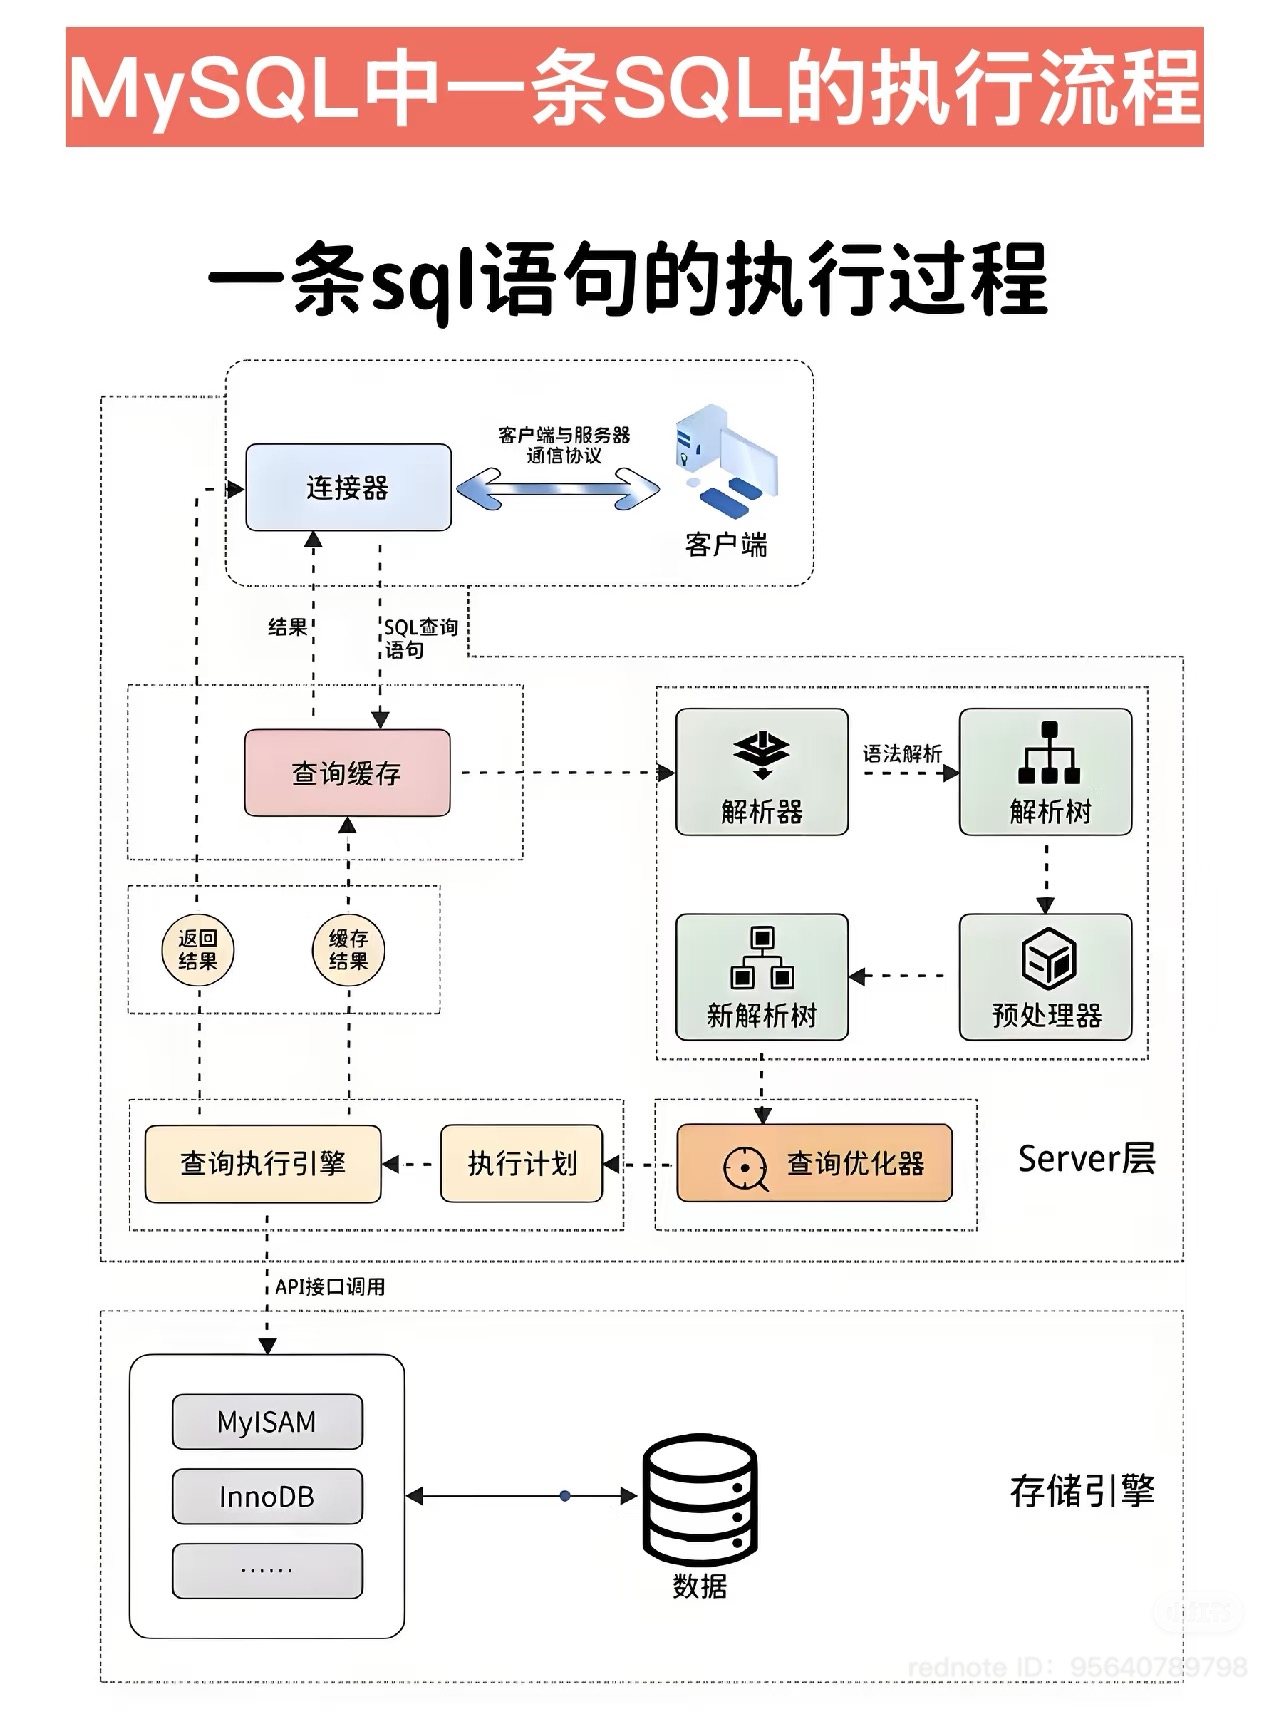 MySQL中一条SQL的执行流程
一条sql语句的执行过程
客户端与服务器
通信协议
连接器
客户端
结果
SQL查询
语句
查询缓存
解析器
语法解析
解析树
返回
结果
缓存
结果
新解析树
预处理器
查询执行引擎
执行计划
查询优化器
Server层
API接口调用
MyISAM
InnoDB
......
数据
存储引擎
rednote ID: 95640789798